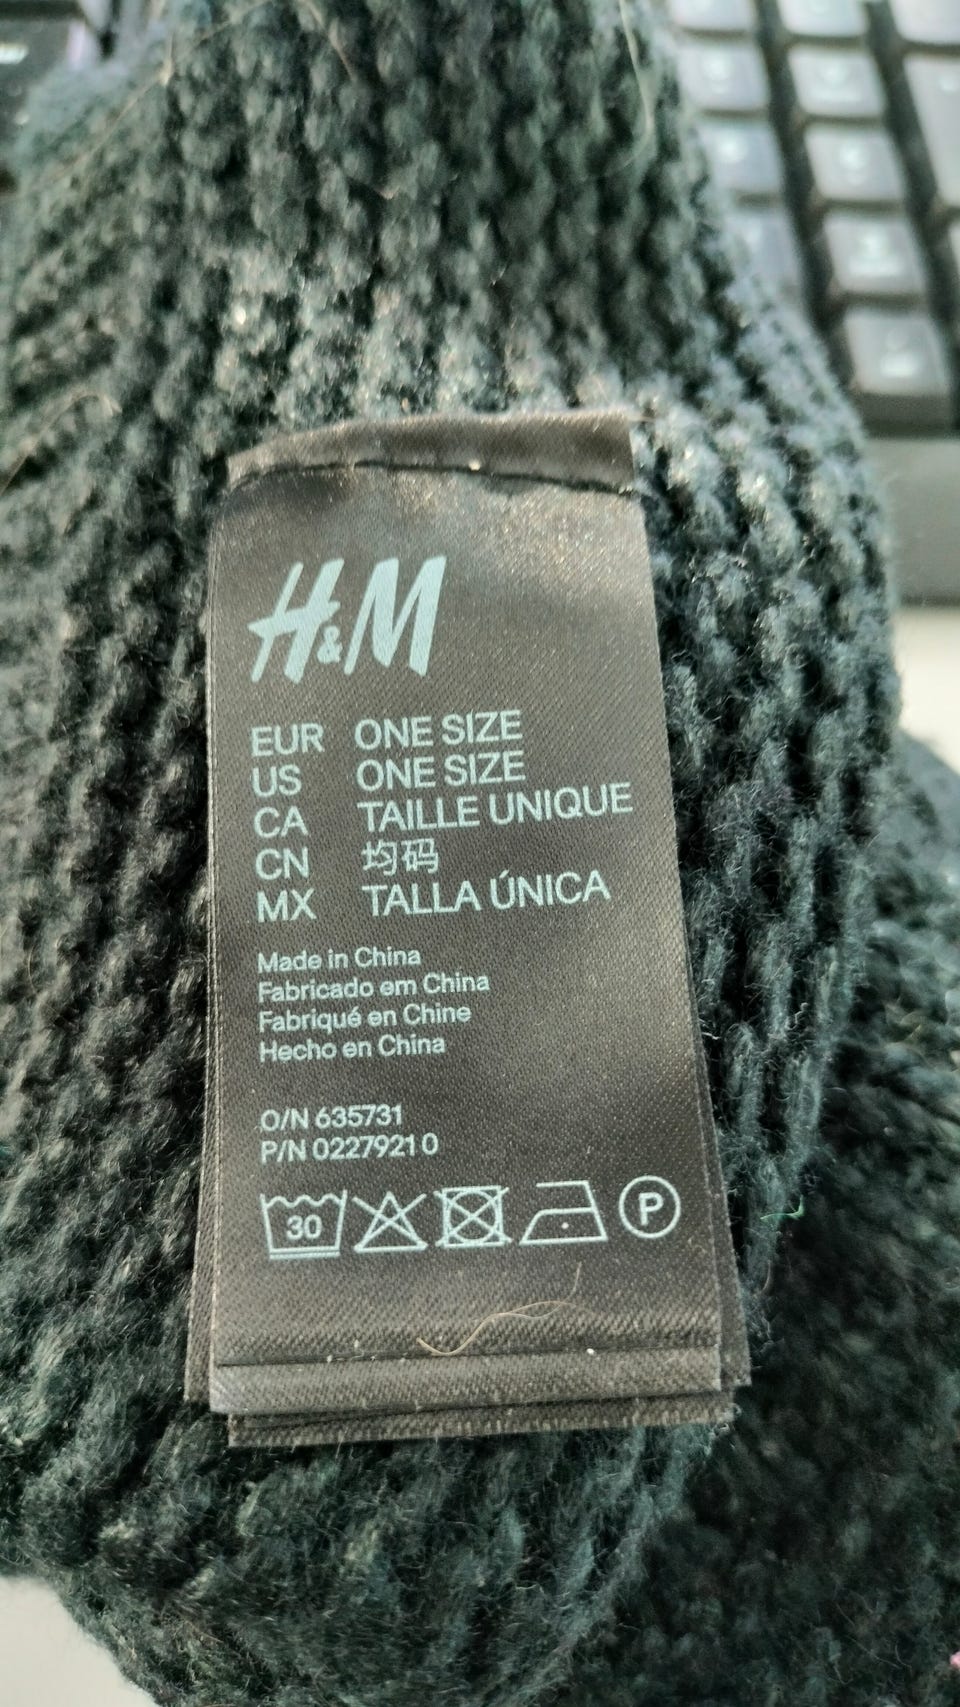 H&M
EUR ONE SIZE
US ONE SIZE
CA TAILLE UNIQUE
CN 均码
MX TALLA ÚNICA
Made in China
Fabricado em China
Fabriqué en Chine
Hecho en China
O/N 635731
P/N 0227921 0
30
P